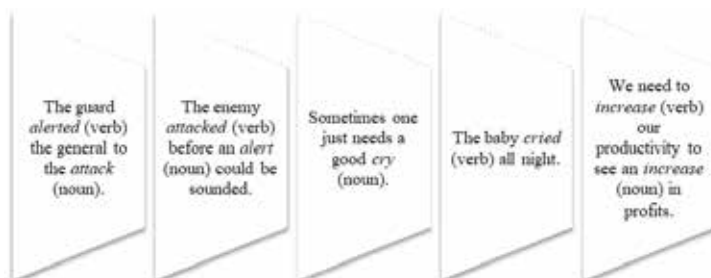 The guard
alerted (verb)
the general to
the attack
(noun).
The enemy
attacked (verb)
before an alert
(noun) could be
sounded.
Sometimes one
just needs a
good cry
(noun).
The baby cried
(verb) all night.
We need to
increase (verb)
our
productivity to
see an increase
(noun) in
profits.